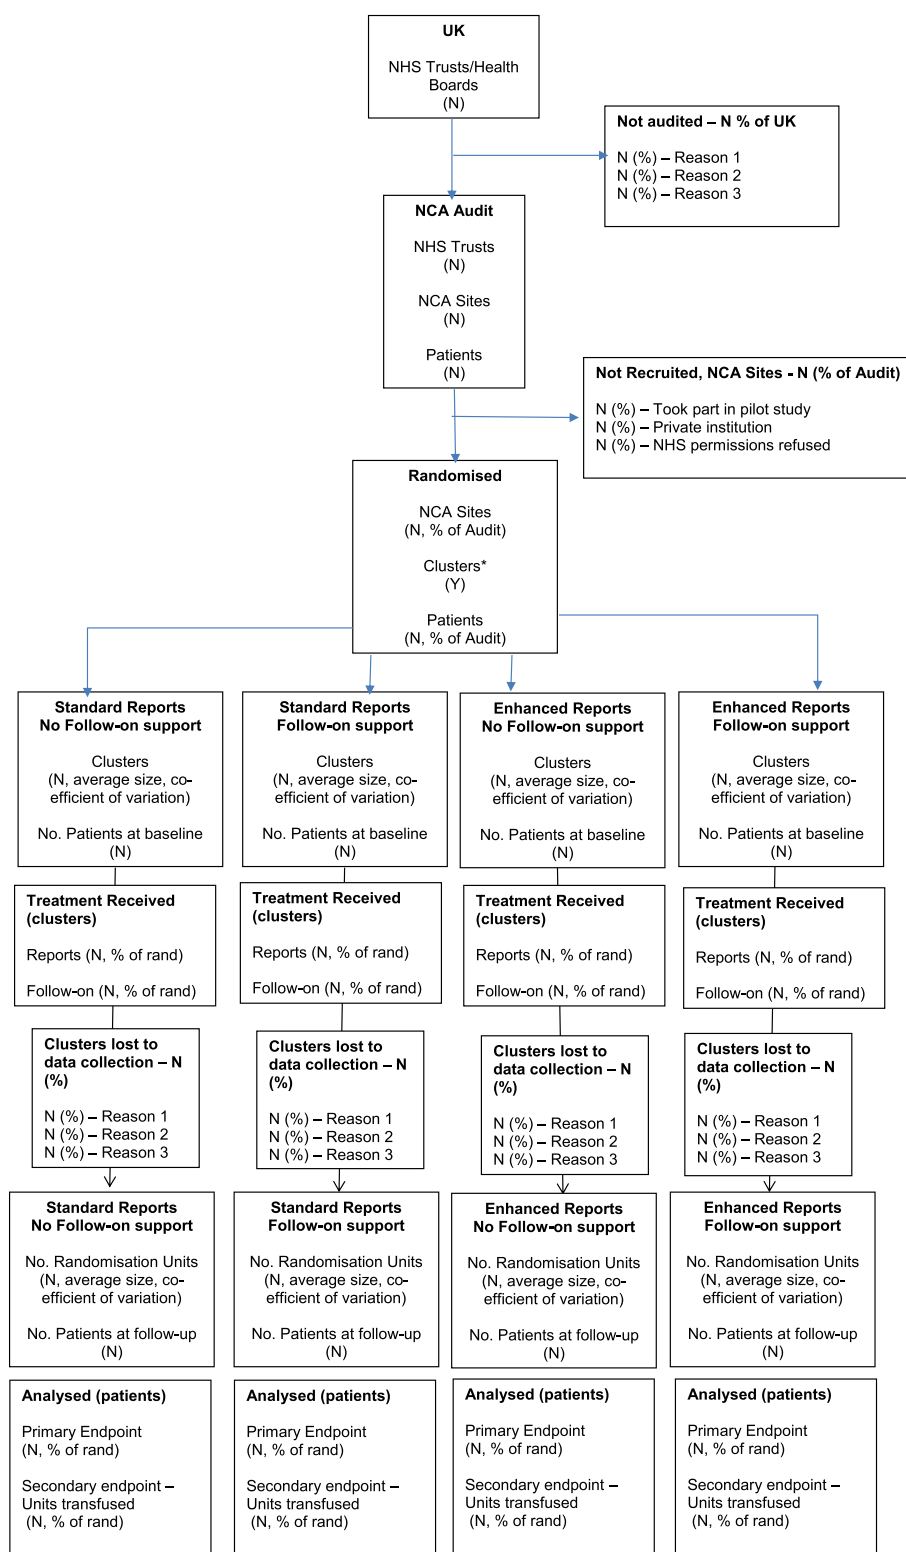 UK
NHS Trusts/Health
Boards
(N)
Not audited – N % of UK
N (%) – Reason 1
N (%) – Reason 2
N (%) – Reason 3
NCA Audit
NHS Trusts
(N)
NCA Sites
(N)
Patients
(N)
Not Recruited, NCA Sites - N (% of Audit)
N (%) – Took part in pilot study
N (%) – Private institution
N (%) – NHS permissions refused
Randomised
NCA Sites
(N, % of Audit)
Clusters*
(Y)
Patients
(N, % of Audit)
Standard Reports
No Follow-on support
Clusters
(N, average size, co-
efficient of variation)
No. Patients at baseline
(N)
Standard Reports
Follow-on support
Clusters
(N, average size, co-
efficient of variation)
No. Patients at baseline
(N)
Enhanced Reports
No Follow-on support
Clusters
(N, average size, co-
efficient of variation)
No. Patients at baseline
(N)
Enhanced Reports
Follow-on support
Clusters
(N, average size, co-
efficient of variation)
No. Patients at baseline
(N)
Treatment Received
(clusters)
Reports (N, % of rand)
Follow-on (N, % of rand)
Treatment Received
(clusters)
Reports (N, % of rand)
Follow-on (N, % of rand)
Treatment Received
(clusters)
Reports (N, % of rand)
Follow-on (N, % of rand)
Treatment Received
(clusters)
Reports (N, % of rand)
Follow-on (N, % of rand)
Clusters lost to
data collection – N
(%)
N (%) – Reason 1
N (%) – Reason 2
N (%) – Reason 3
Clusters lost to
data collection – N
(%)
N (%) – Reason 1
N (%) – Reason 2
N (%) – Reason 3
Clusters lost to
data collection – N
(%)
N (%) – Reason 1
N (%) – Reason 2
N (%) – Reason 3
Clusters lost to
data collection – N
(%)
N (%) – Reason 1
N (%) – Reason 2
N (%) – Reason 3
Standard Reports
No Follow-on support
No. Randomisation Units
(N, average size, co-
efficient of variation)
No. Patients at follow-up
(N)
Standard Reports
Follow-on support
No. Randomisation Units
(N, average size, co-
efficient of variation)
No. Patients at follow-up
(N)
Enhanced Reports
No Follow-on support
No. Randomisation Units
(N, average size, co-
efficient of variation)
No. Patients at follow-up
(N)
Enhanced Reports
Follow-on support
No. Randomisation Units
(N, average size, co-
efficient of variation)
No. Patients at follow-up
(N)
Analysed (patients)
Primary Endpoint
(N, % of rand)
Secondary endpoint –
Units transfused
(N, % of rand)
Analysed (patients)
Primary Endpoint
(N, % of rand)
Secondary endpoint –
Units transfused
(N, % of rand)
Analysed (patients)
Primary Endpoint
(N, % of rand)
Secondary endpoint –
Units transfused
(N, % of rand)
Analysed (patients)
Primary Endpoint
(N, % of rand)
Secondary endpoint –
Units transfused
(N, % of rand)